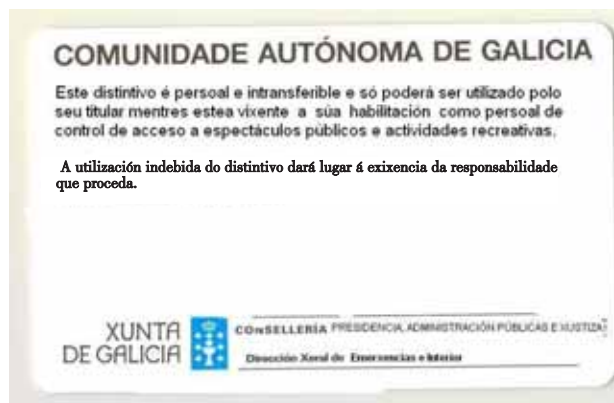 COMUNIDADE AUTÓNOMA DE GALICIA
Este distintivo é persoal e intransferible e só poderá ser utilizado polo
seu titular mentres estea vixente a súa habilitación como persoal de
control de acceso a espectáculos públicos e actividades recreativas.
A utilización indebida do distintivo dará lugar á exixencia da responsabilidade
que proceda.
XUNTA
DE GALICIA
CONSELLERÍA PRESIDENCIA, ADMINISTRACIÓN PÚBLICAS E XUSTIZA
Dirección Xeral de Emerxencias e Interior